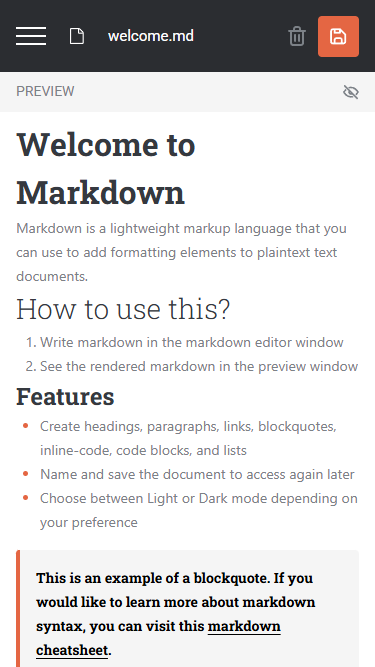 welcome.md
PREVIEW
Welcome to
Markdown
Markdown is a lightweight markup language that you
can use to add formatting elements to plaintext text
documents.
How to use this?
1. Write markdown in the markdown editor window
2. See the rendered markdown in the preview window
Features
• Create headings, paragraphs, links, blockquotes,
inline-code, code blocks, and lists
• Name and save the document to access again later
• Choose between Light or Dark mode depending on
your preference
This is an example of a blockquote. If you
would like to learn more about markdown
syntax, you can visit this markdown
cheatsheet.